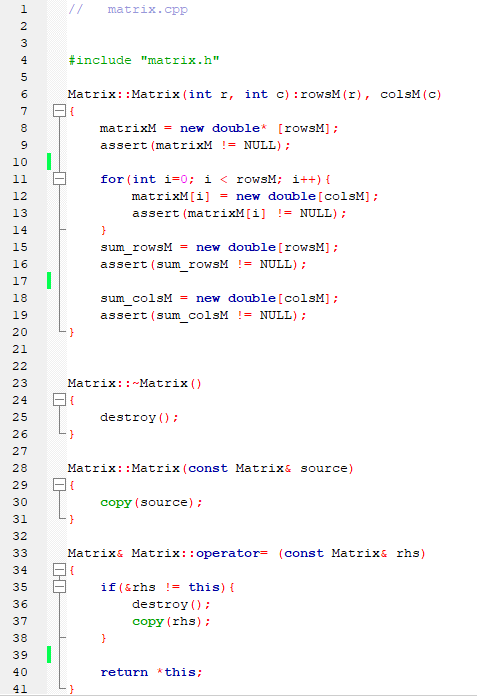 1 // matrix.cpp
2
3
4 #include "matrix.h"
5
6 Matrix::Matrix(int r, int c):rowsM(r), colsM(c)
7 {
8 matrixM = new double* [rowsM];
9 assert(matrixM != NULL);
10
11 for(int i=0; i < rowsM; i++){
12 matrixM[i] = new double[colsM];
13 assert(matrixM[i] != NULL);
14 }
15 sum_rowsM = new double[rowsM];
16 assert(sum_rowsM != NULL);
17
18 sum_colsM = new double[colsM];
19 assert(sum_colsM != NULL);
20 }
21
22
23 Matrix::~Matrix()
24 {
25 destroy();
26 }
27
28 Matrix::Matrix(const Matrix& source)
29 {
30 copy(source);
31 }
32
33 Matrix& Matrix::operator= (const Matrix& rhs)
34 {
35 if(&rhs != this){
36 destroy();
37 copy(rhs);
38 }
39
40 return *this;
41 }